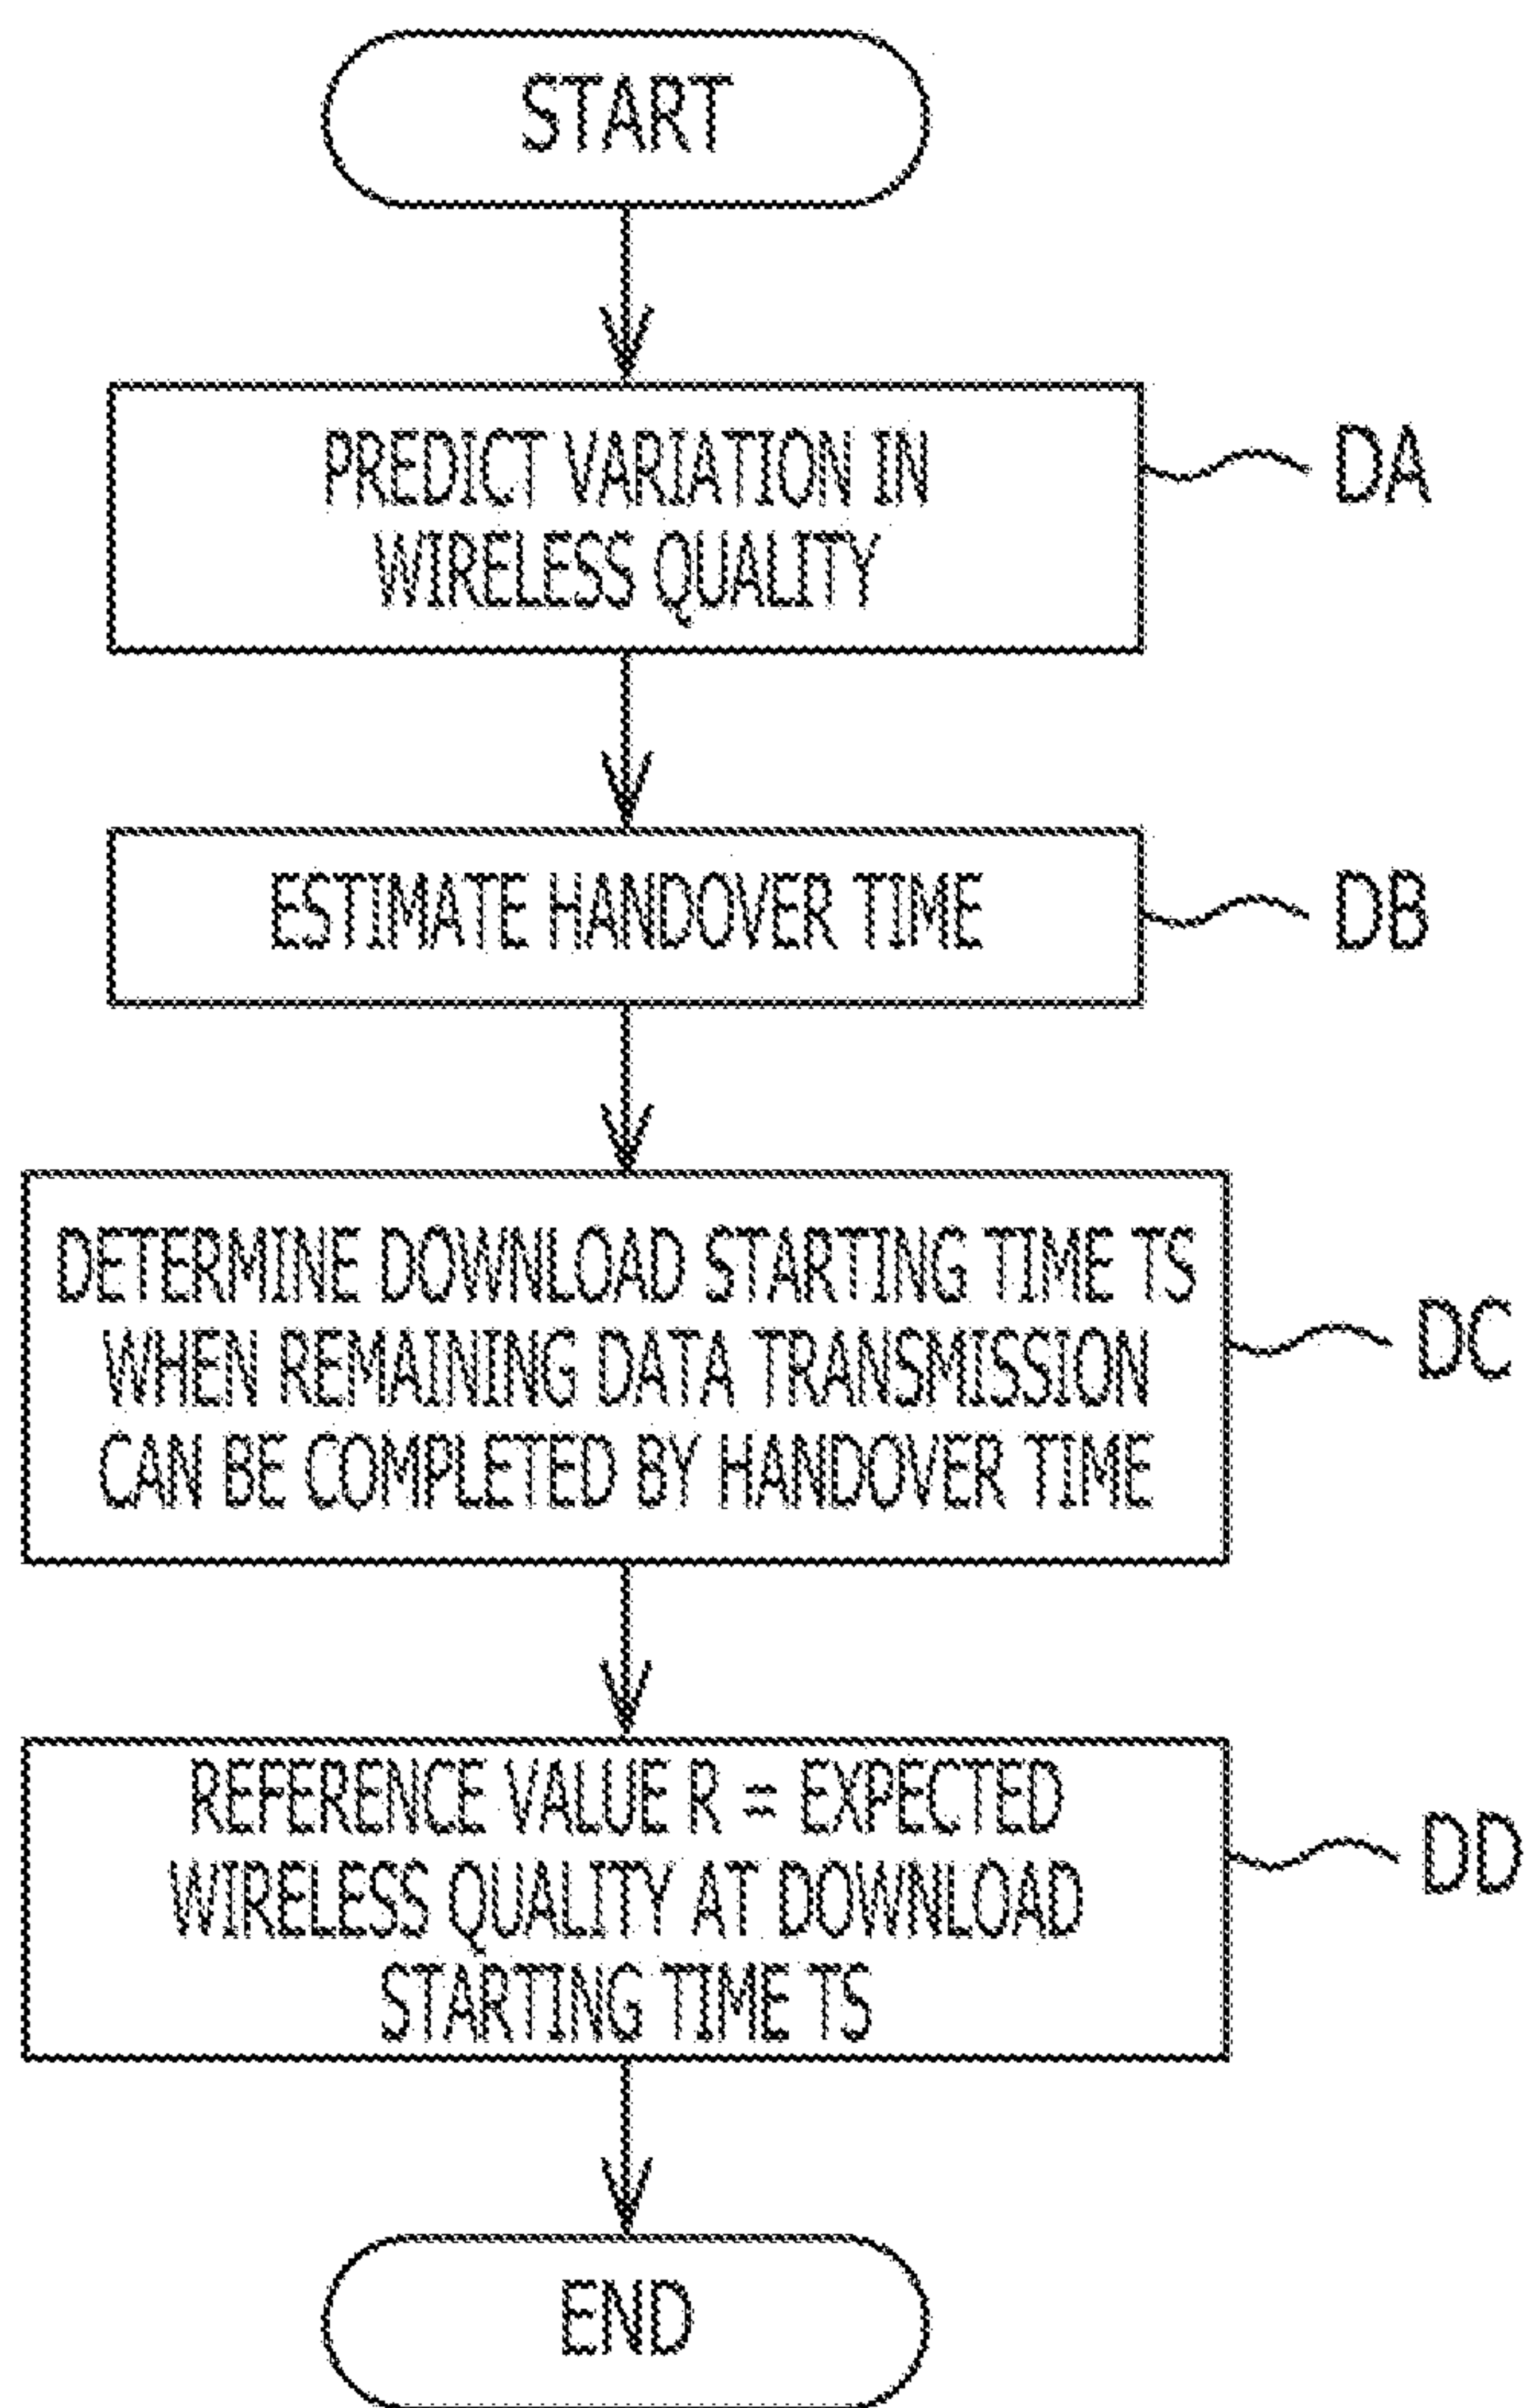 START
PREDICT VARIATION IN
WIRELESS QUALITY
DA
ESTIMATE HANDOVER TIME
DB
DETERMINE DOWNLOAD STARTING TIME TS
WHEN REMAINING DATA TRANSMISSION
CAN BE COMPLETED BY HANDOVER TIME
DC
REFERENCE VALUE R = EXPECTED
WIRELESS QUALITY AT DOWNLOAD
STARTING TIME TS
DD
END